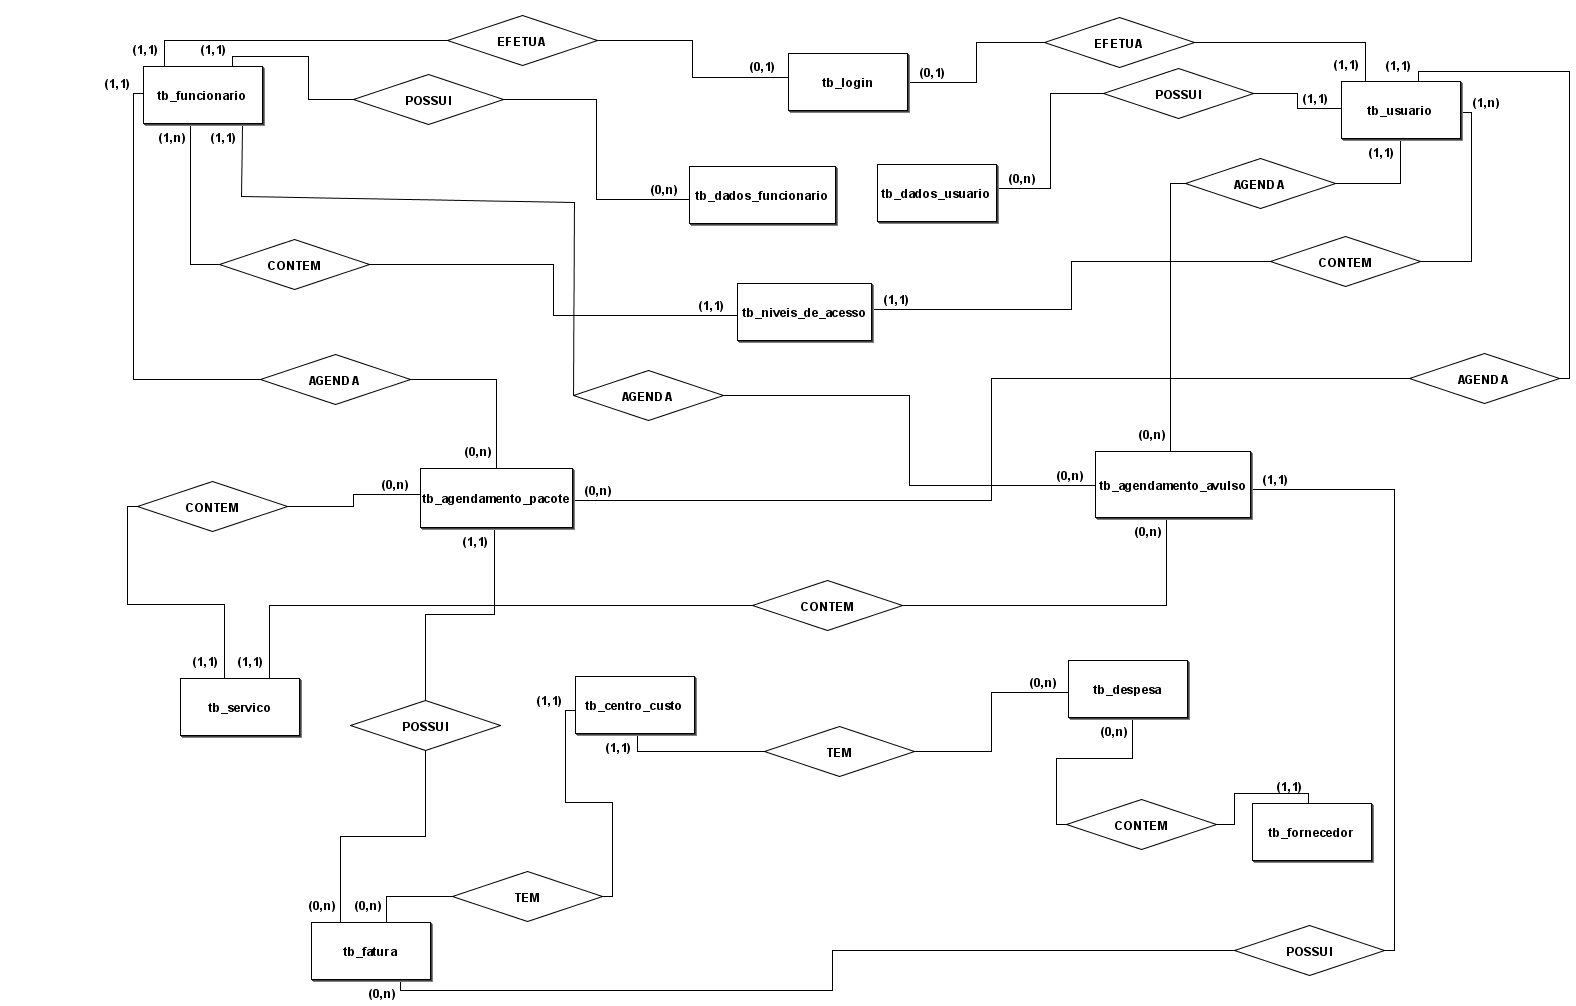 EFETUA
EFETUA
(1,1)
(1,1)
(0,1)
tb_login
(0,1)
(1,1)
(1,1)
(1,1)
tb_funcionario
POSSUI
POSSUI
(1,1)
tb_usuario
(1,n)
(1,n)
(1,1)
(1,1)
(0,n)
tb_dados_funcionario
tb_dados_usuario
(0,n)
AGENDA
CONTEM
CONTEM
(1,1)
tb_niveis_de_acesso
(1,1)
AGENDA
AGENDA
AGENDA
(0,n)
(0,n)
CONTEM
(0,n)
tb_agendamento_pacote
(0,n)
(0,n)
tb_agendamento_avulso
(1,1)
(1,1)
(0,n)
CONTEM
(1,1)
(1,1)
tb_servico
POSSUI
(1,1)
tb_centro_custo
(1,1)
TEM
(0,n)
tb_despesa
(0,n)
(1,1)
CONTEM
tb_fornecedor
TEM
(0,n)
(0,n)
tb_fatura
(0,n)
POSSUI